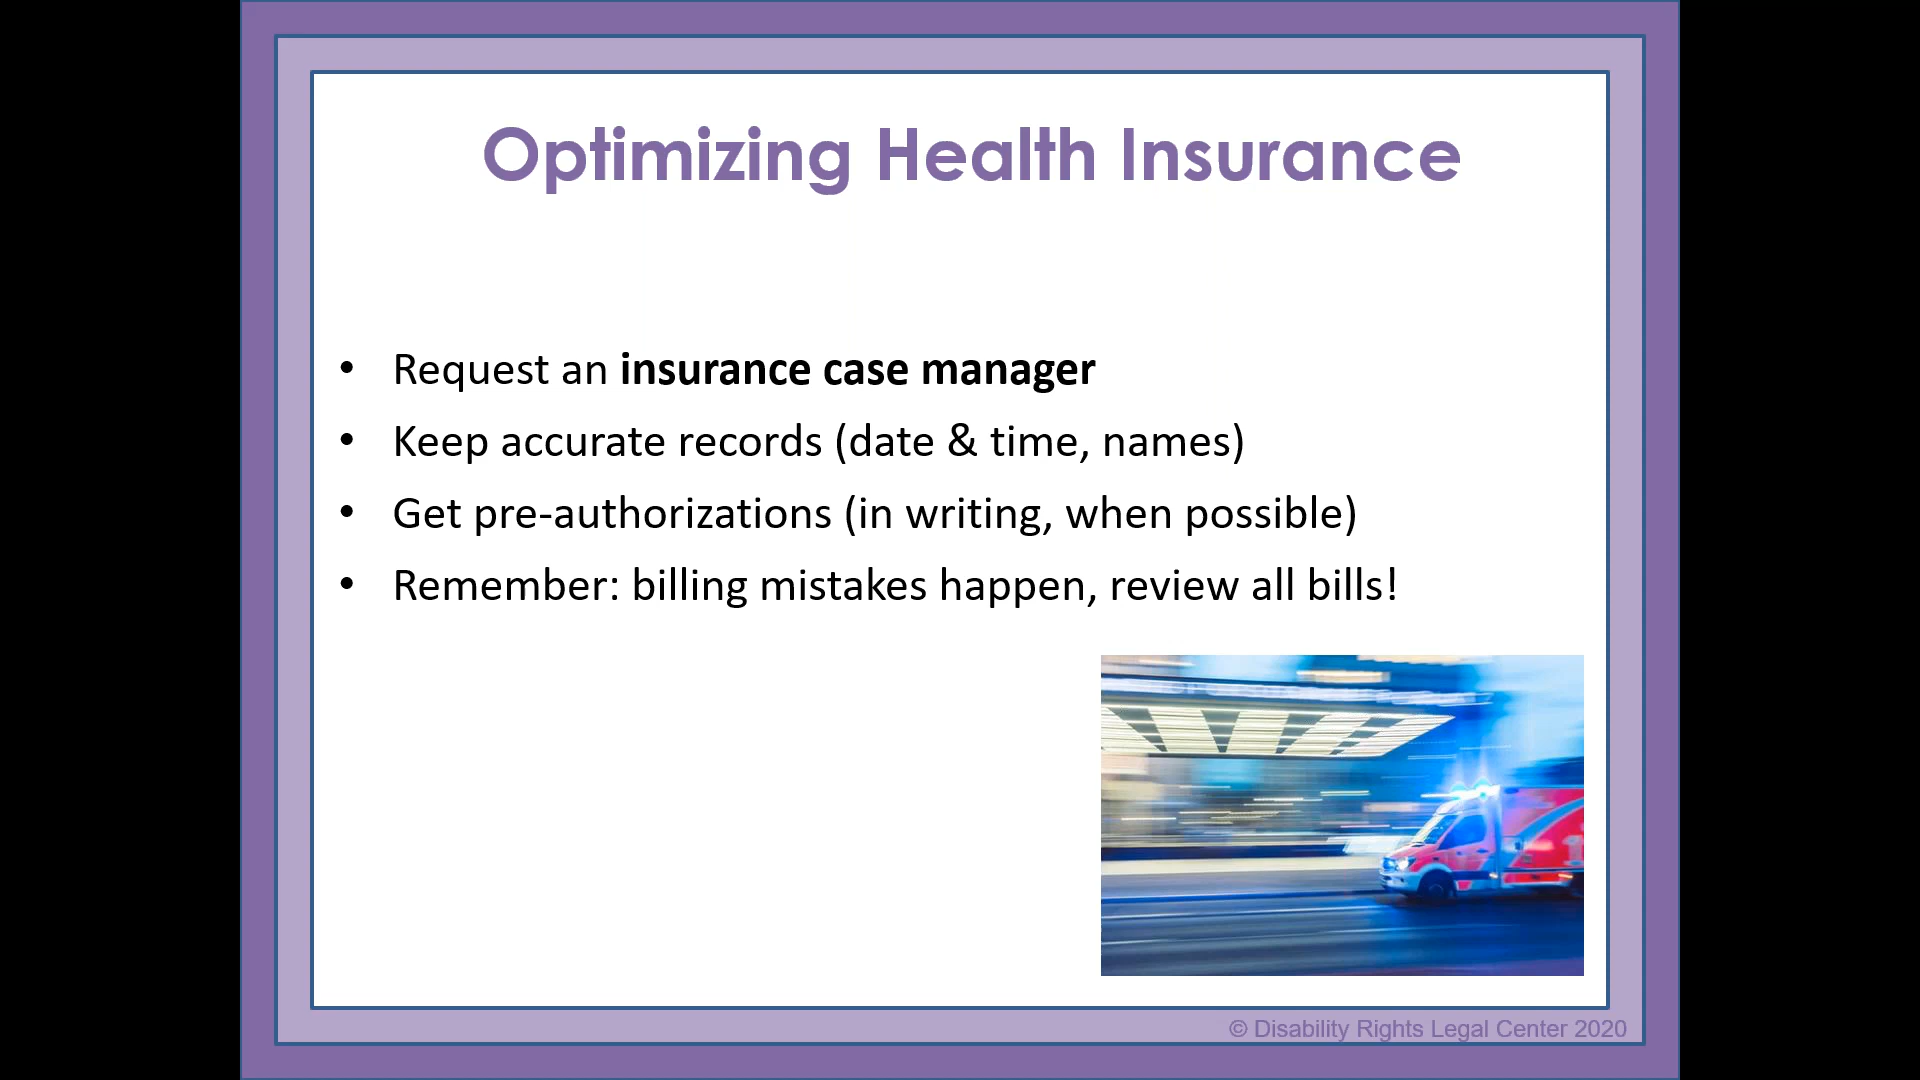 Optimizing Health Insurance
• Request an insurance case manager
• Keep accurate records (date & time, names)
• Get pre-authorizations (in writing, when possible)
• Remember: billing mistakes happen, review all bills!
© Disability Rights Legal Center 2020